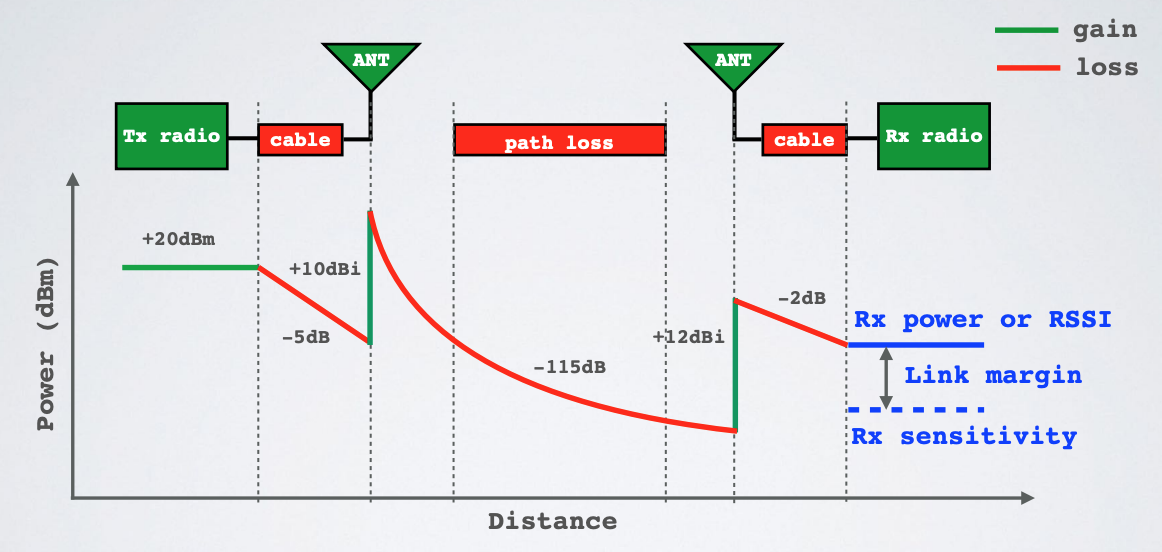 gain
loss
ANT
ANT
Tx radio
cable
path loss
cable
Rx radio
Power (dBm)
+20dBm
+10dBi
-5dB
-115dB
+12dBi
-2dB
Rx power or RSSI
Link margin
Rx sensitivity
Distance